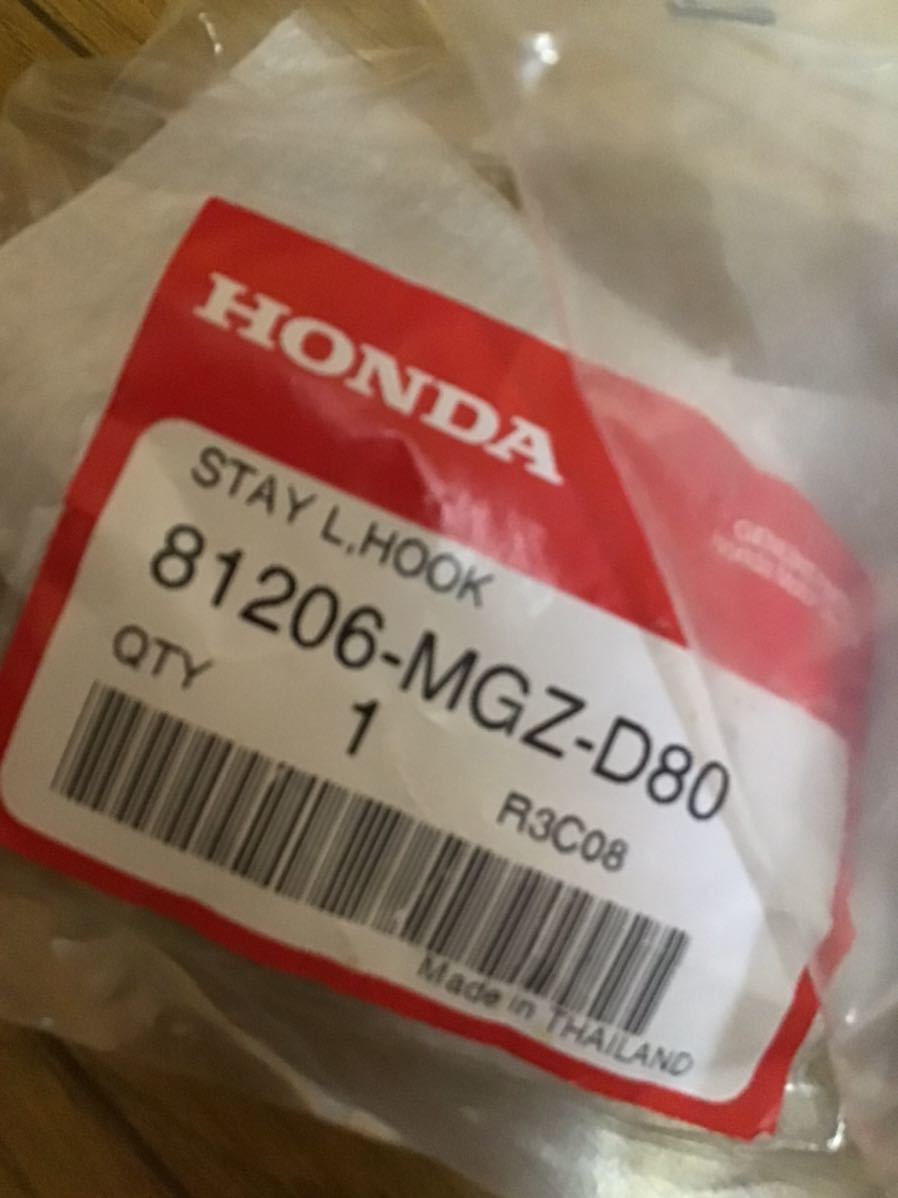 HONDA
STAY L,HOOK
81206-MGZ-D80
QTY
1
R3C08
Made in THAILAND